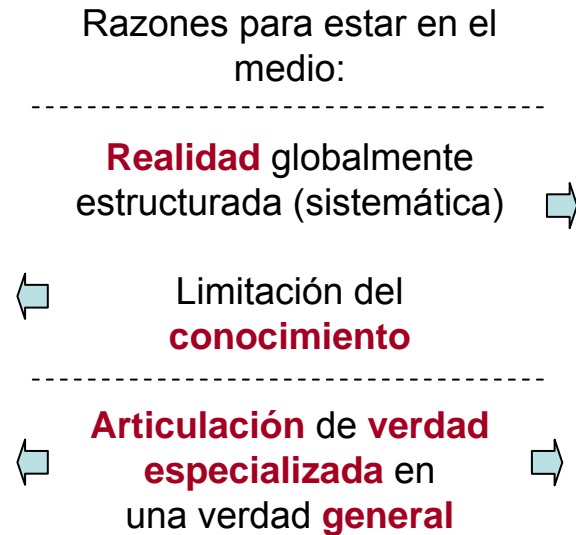 Razones para estar en el
medio:
Realidad globalmente
estructurada (sistemática)
Limitación del
conocimiento
Articulación de verdad
especializada en
una verdad general